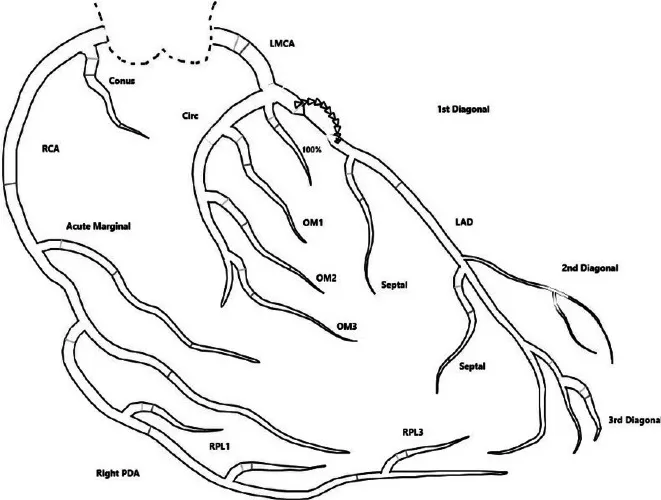 LMCA
Conus
1st Diagonal
Circ
RCA
100%
OM1
LAD
Acute Marginal
2nd Diagonal
OM2
Septal
OM3
Septal
3rd Diagonal
RPL3
RPL1
Right PDA